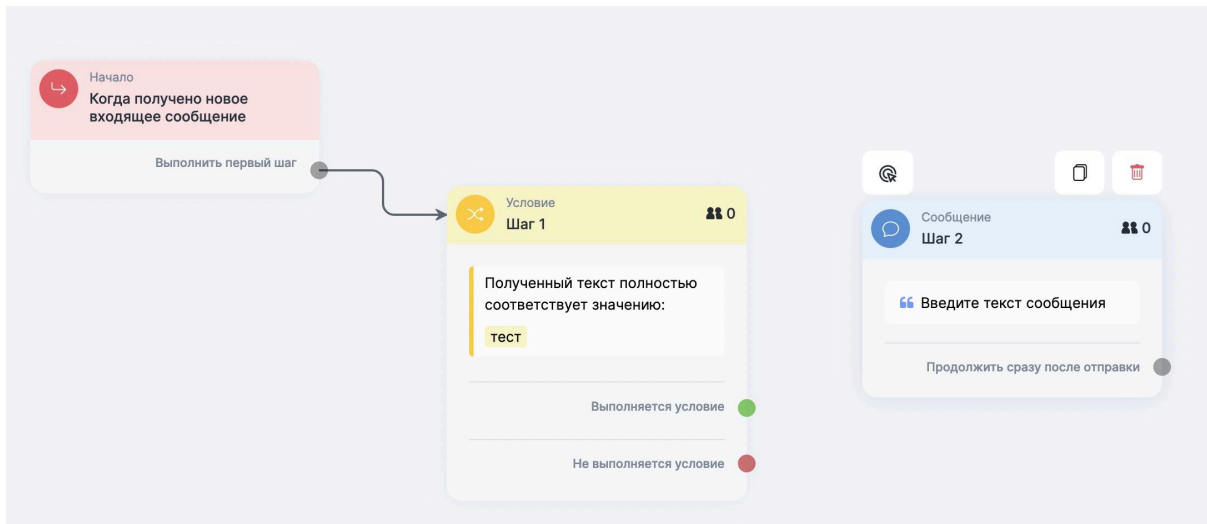 Начало
Когда получено новое
входящее сообщение
Выполнить первый шаг
Условие
Шаг 1
0
Полученный текст полностью
соответствует значению:
тест
Выполняется условие
Не выполняется условие
Сообщение
Шаг 2
0
Введите текст сообщения
Продолжить сразу после отправки